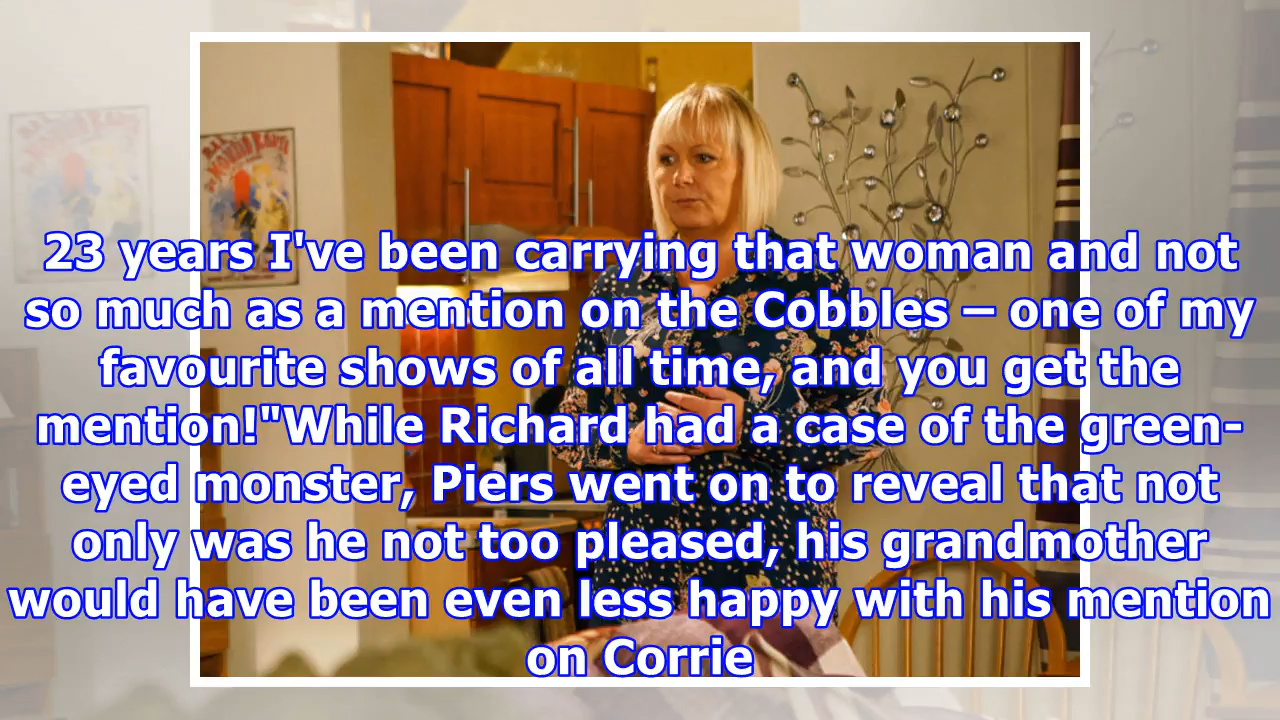 23 years I've been carrying that woman and not
so much as a mention on the Cobbles – one of my
favourite shows of all time, and you get the
mention!"While Richard had a case of the green-
eyed monster, Piers went on to reveal that not
only was he not too pleased, his grandmother
would have been even less happy with his mention
on Corrie